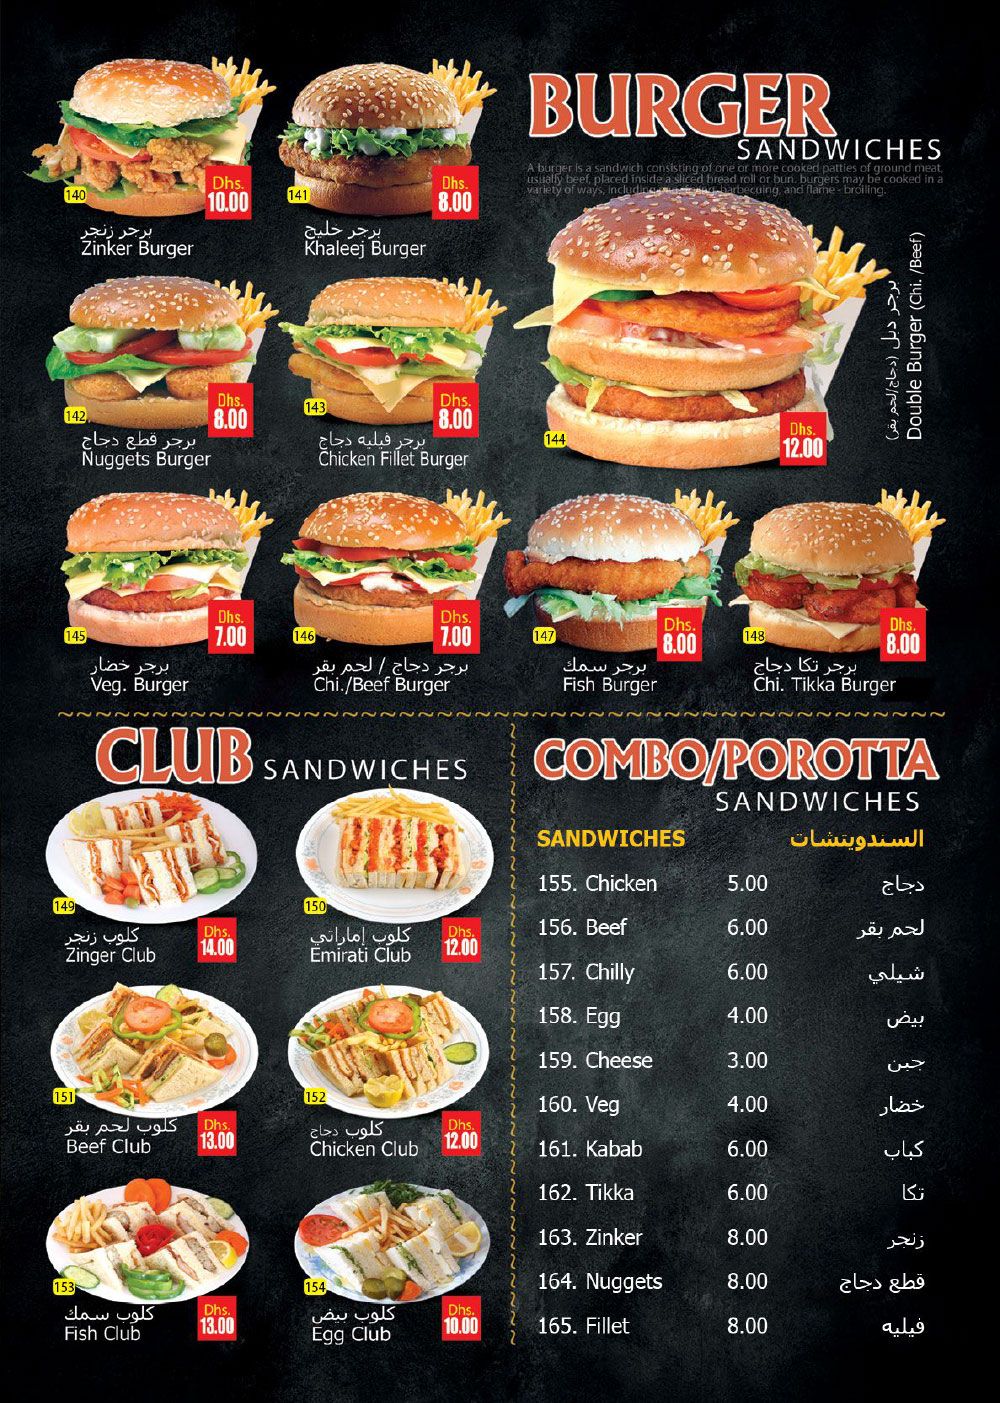 BURGER
SANDWICHES
A burger is a sandwich consisting of one or more cooked patties of ground meat,
usually beef, placed inside a sliced bread roll or bun. burgers may be cooked in a
variety of ways, including barbecuing, and flame - broiling.
140
Dhs.
10.00
برجر زنجر
Zinker Burger
141
Dhs.
8.00
برجر خليج
Khaleej Burger
142
Dhs.
8.00
برجر قطع دجاج
Nuggets Burger
143
Dhs.
8.00
برجر فيليه دجاج
Chicken Fillet Burger
144
Dhs.
12.00
برجر دبل (دجاج/لحم بقر)
Double Burger (Chi. /Beef)
145
Dhs.
7.00
برجر خضار
Veg. Burger
146
Dhs.
7.00
برجر دجاج / لحم بقر
Chi./Beef Burger
147
Dhs.
8.00
برجر سمك
Fish Burger
148
Dhs.
8.00
برجر تكا دجاج
Chi. Tikka Burger
CLUB SANDWICHES
149
Dhs.
14.00
كلوب زنجر
Zinger Club
150
Dhs.
12.00
كلوب إماراتي
Emirati Club
151
Dhs.
13.00
كلوب لحم بقر
Beef Club
152
Dhs.
12.00
كلوب دجاج
Chicken Club
153
Dhs.
13.00
كلوب سمك
Fish Club
154
Dhs.
10.00
كلوب بيض
Egg Club
COMBO/POROTTA
SANDWICHES
SANDWICHES السندويتشات
155. Chicken 5.00 دجاج
156. Beef 6.00 لحم بقر
157. Chilly 6.00 شيلي
158. Egg 4.00 بيض
159. Cheese 3.00 جبن
160. Veg 4.00 خضار
161. Kabab 6.00 كباب
162. Tikka 6.00 تكا
163. Zinker 8.00 زنجر
164. Nuggets 8.00 قطع دجاج
165. Fillet 8.00 فيليه